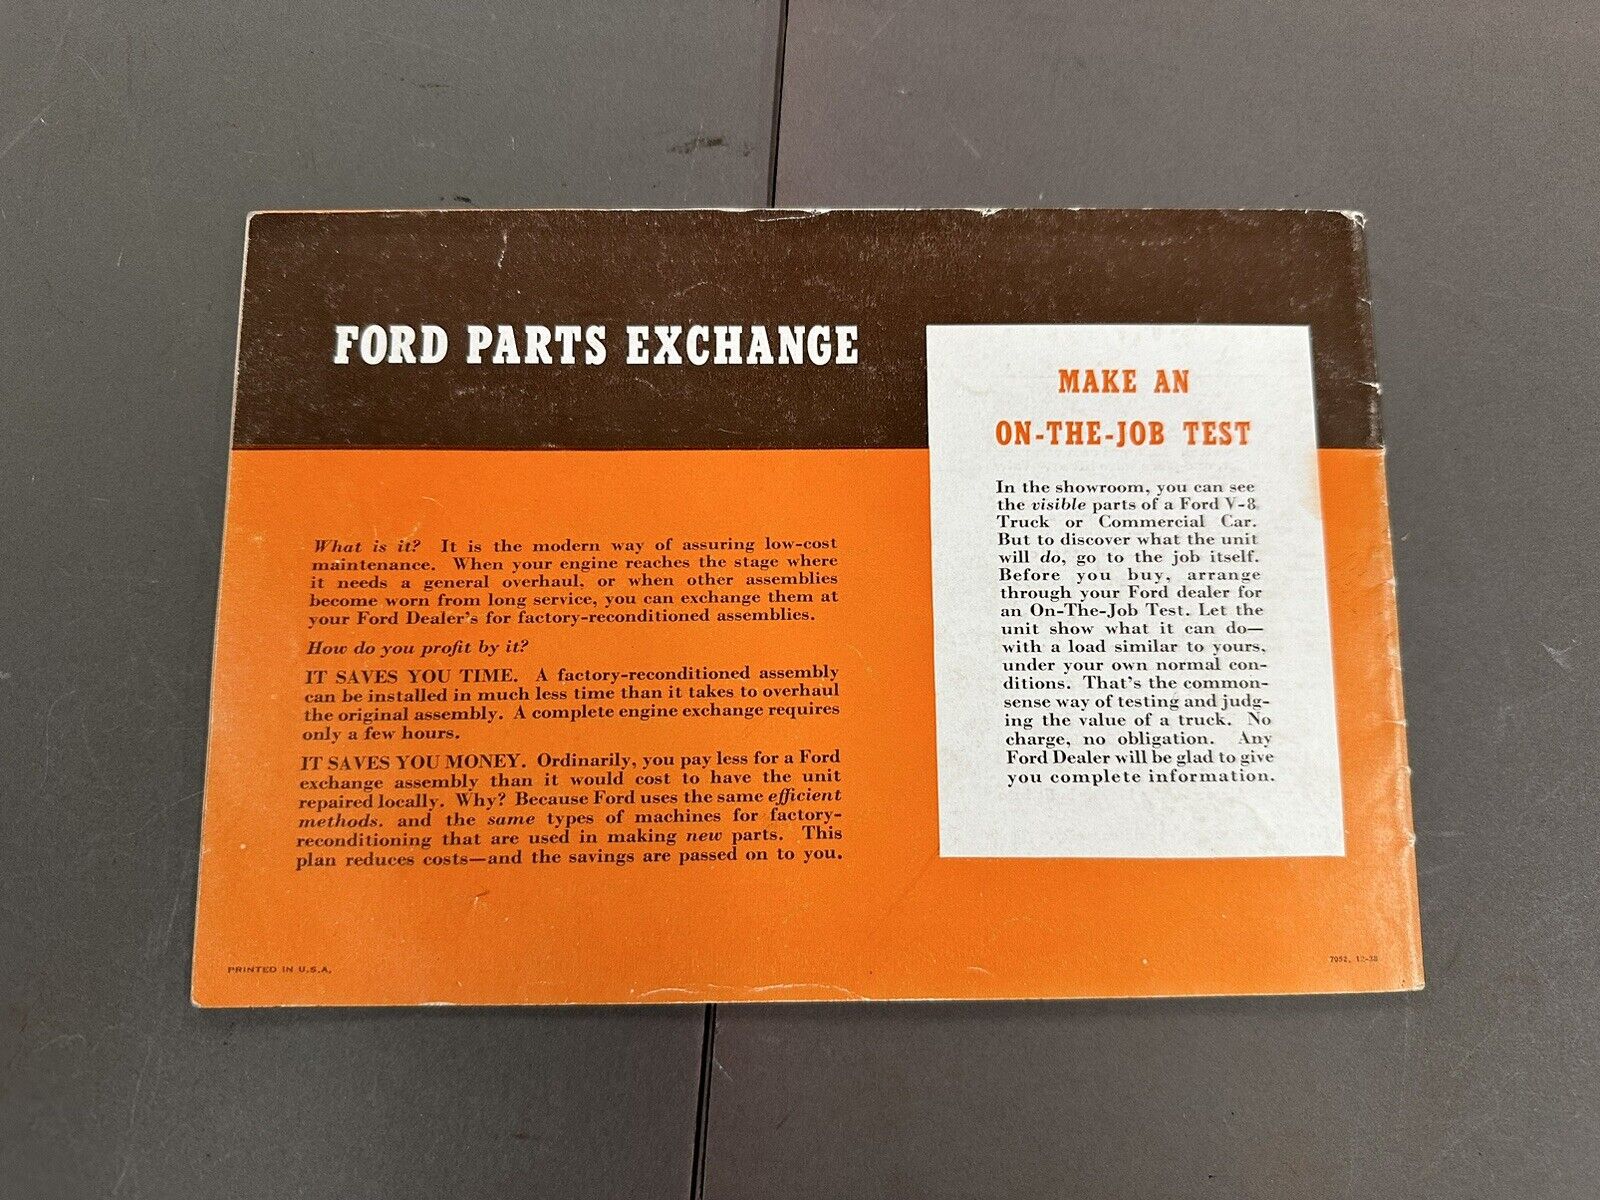 FORD PARTS EXCHANGE
What is it? It is the modern way of assuring low-cost
maintenance. When your engine reaches the stage where
it needs a general overhaul, or when other assemblies
become worn from long service, you can exchange them at
your Ford Dealer's for factory-reconditioned assemblies.
How do you profit by it?
IT SAVES YOU TIME. A factory-reconditioned assembly
can be installed in much less time than it takes to overhaul
the original assembly. A complete engine exchange requires
only a few hours.
IT SAVES YOU MONEY. Ordinarily, you pay less for a Ford
exchange assembly than it would cost to have the unit
repaired locally. Why? Because Ford uses the same efficient
methods. and the same types of machines for factory-
reconditioning that are used in making new parts. This
plan reduces costs—and the savings are passed on to you.
MAKE AN
ON-THE-JOB TEST
In the showroom, you can see
the visible parts of a Ford V-8
Truck or Commercial Car.
But to discover what the unit
will do, go to the job itself.
Before you buy, arrange
through your Ford dealer for
an On-The-Job Test. Let the
unit show what it can do—
with a load similar to yours,
under your own normal con-
ditions. That's the common-
sense way of testing and judg-
ing the value of a truck. No
charge, no obligation. Any
Ford Dealer will be glad to give
you complete information.
PRINTED IN U.S.A.
7052, 12-38